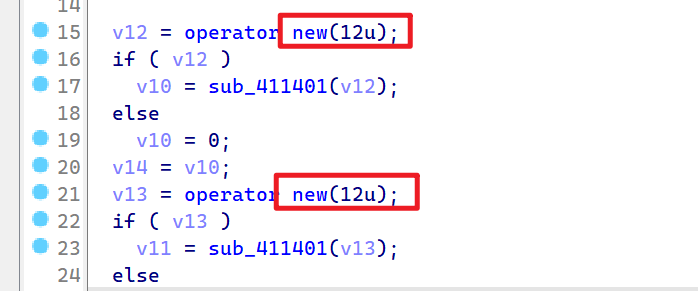 14
15 v12 = operator new(12u);
16 if ( v12 )
17 v10 = sub_411401(v12);
18 else
19 v10 = 0;
20 v14 = v10;
21 v13 = operator new(12u);
22 if ( v13 )
23 v11 = sub_411401(v13);
24 else